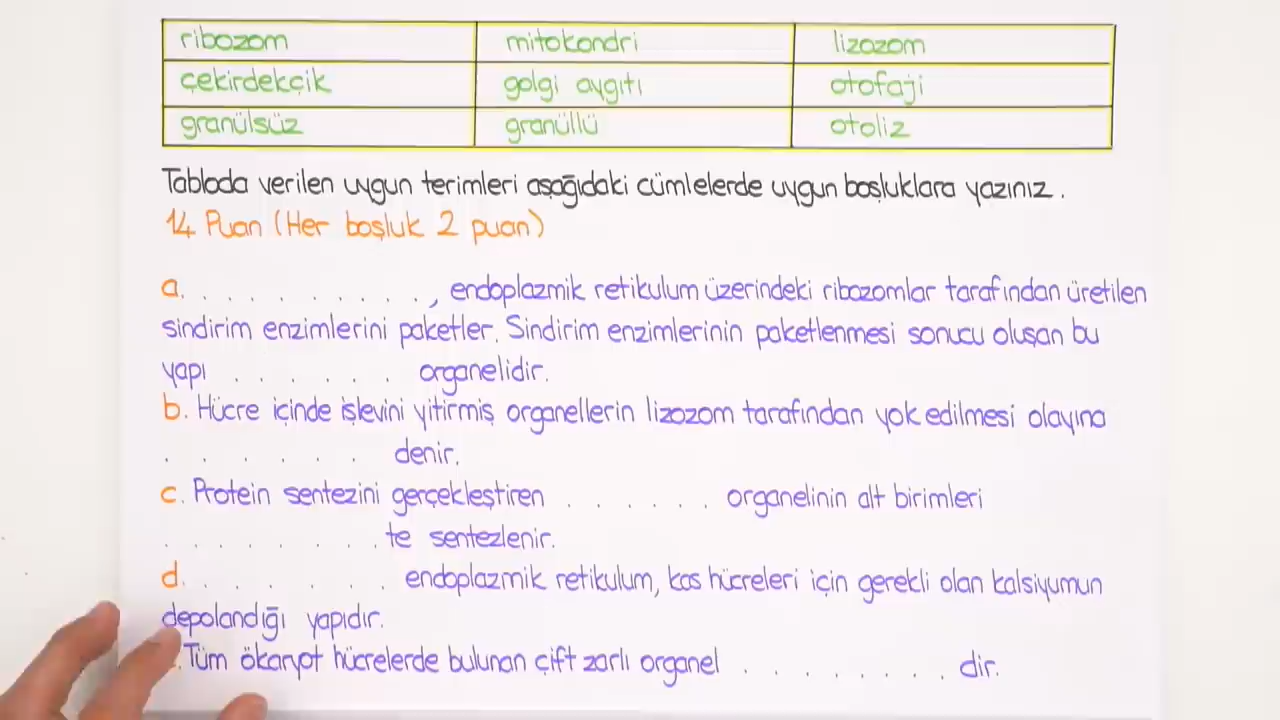 ribozom mitokondri lizozom
çekirdekçik golgi aygıtı otofaji
granülsüz granüllü otoliz
Tabloda verilen uygun terimleri aşağıdaki cümlelerde uygun boşluklara yazınız.
14 Puan (Her boşluk 2 puan)
a. . . . . . . . . . ., endoplazmik retikulum üzerindeki ribozomlar tarafından üretilen
sindirim enzimlerini paketler. Sindirim enzimlerinin paketlenmesi sonucu oluşan bu
yapı . . . . . . organelidir.
b. Hücre içinde işlevini yitirmiş organellerin lizozom tarafından yok edilmesi olayına
. . . . . . denir.
c. Protein sentezini gerçekleştiren . . . . . . organelinin alt birimleri
. . . . . . . . te sentezlenir.
d. . . . . . . endoplazmik retikulum, kas hücreleri için gerekli olan kalsiyumun
depolandığı yapıdır.
. Tüm ökaryot hücrelerde bulunan çift zarlı organel . . . . . . . . dir.